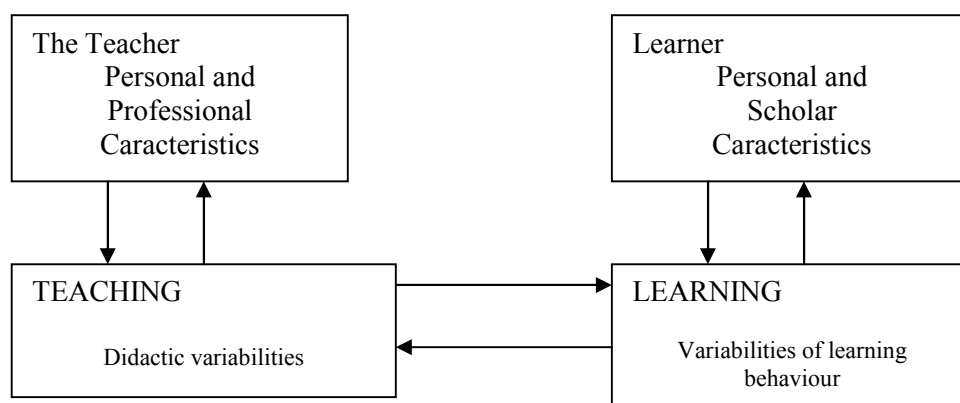 The Teacher
Personal and
Professional
Caracteristics
Learner
Personal and
Scholar
Caracteristics
TEACHING
Didactic variabilities
LEARNING
Variabilities of learning
behaviour